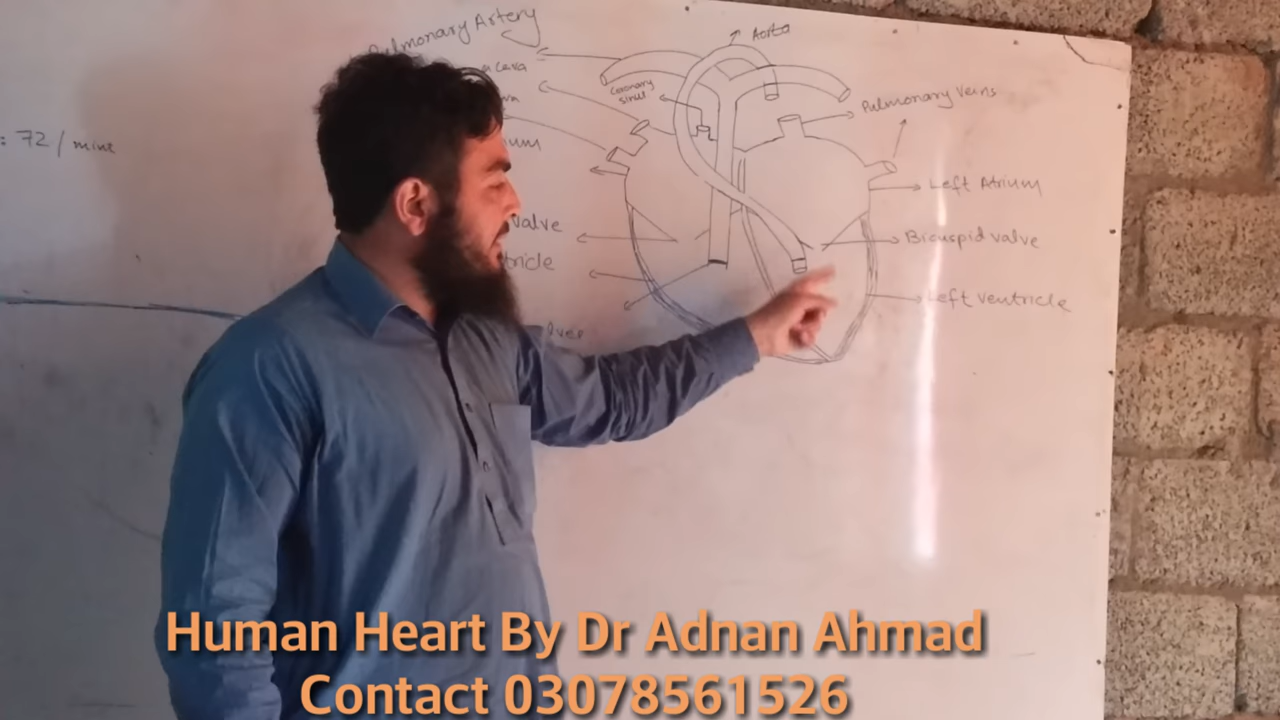 Pulmonary Artery
Aorta
a cava
Coronary
sinus
Pulmonary Veins
: 72 / mint
Left Atrium
valve
Bicuspid valve
Left ventricle
Human Heart By Dr Adnan Ahmad
Contact 03078561526